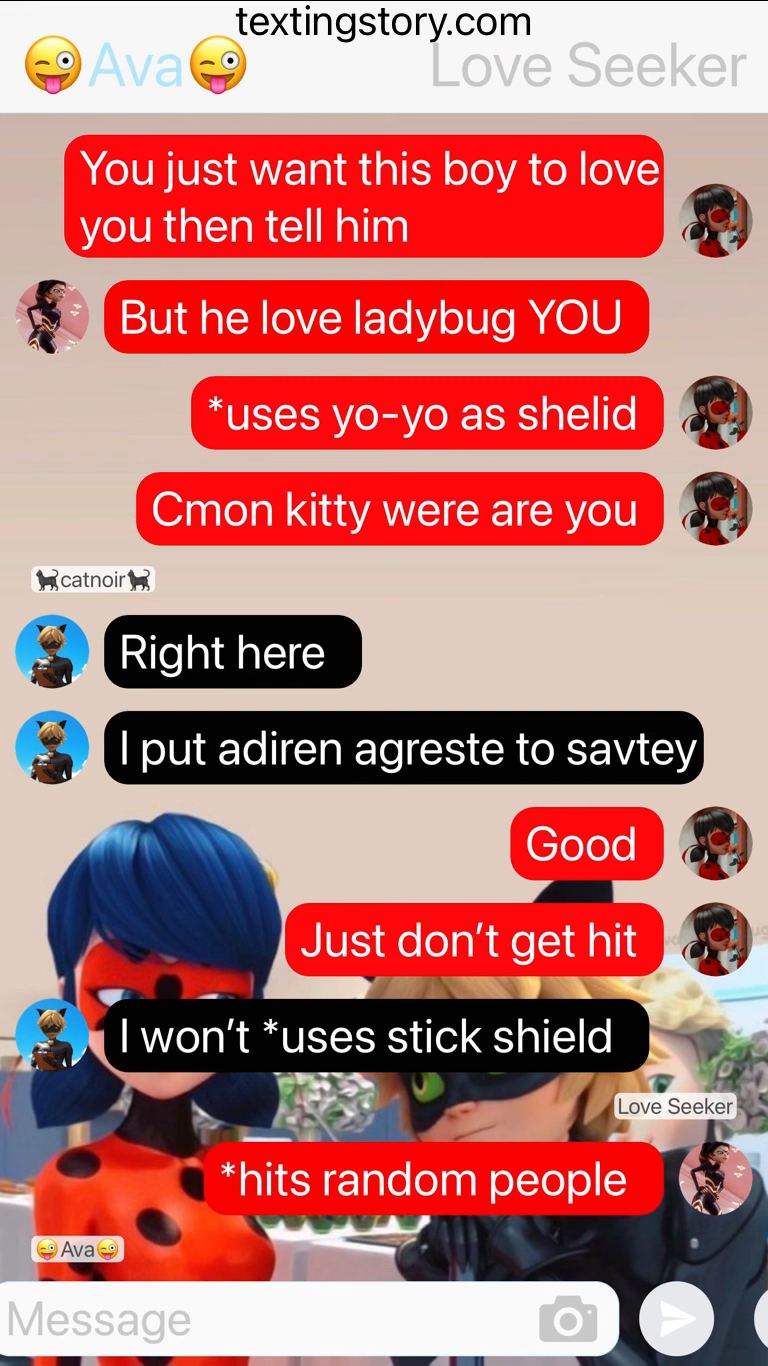 textingstory.com
😜Ava😜
Love Seeker
You just want this boy to love
you then tell him
But he love ladybug YOU
*uses yo-yo as shelid
Cmon kitty were are you
🐈‍⬛catnoir🐈‍⬛
Right here
I put adiren agreste to savtey
Good
Just don’t get hit
I won’t *uses stick shield
Love Seeker
*hits random people
😜Ava😜
Message